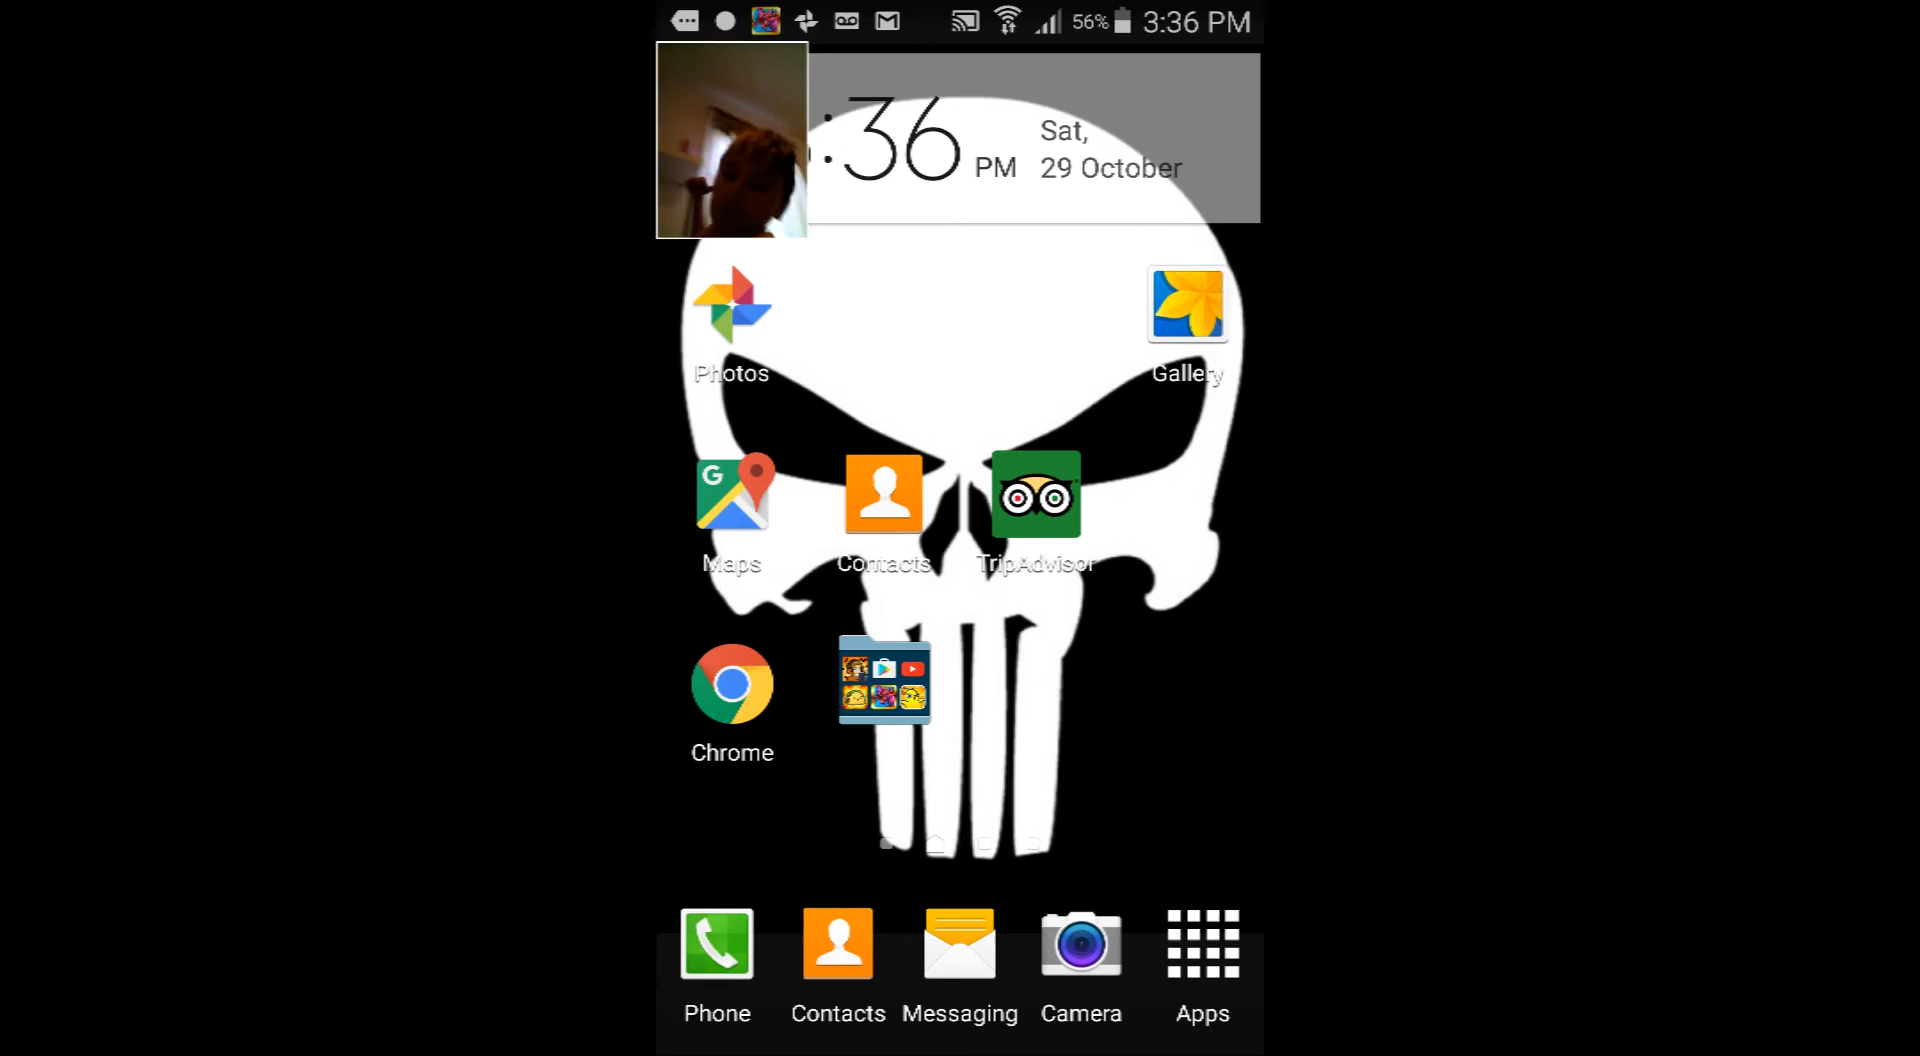 56% 3:36 PM
:36 PM
Sat,
29 October
Photos
Gallery
G
Maps
Contacts
TripAdvisor
Chrome
Phone
Contacts
Messaging
Camera
Apps